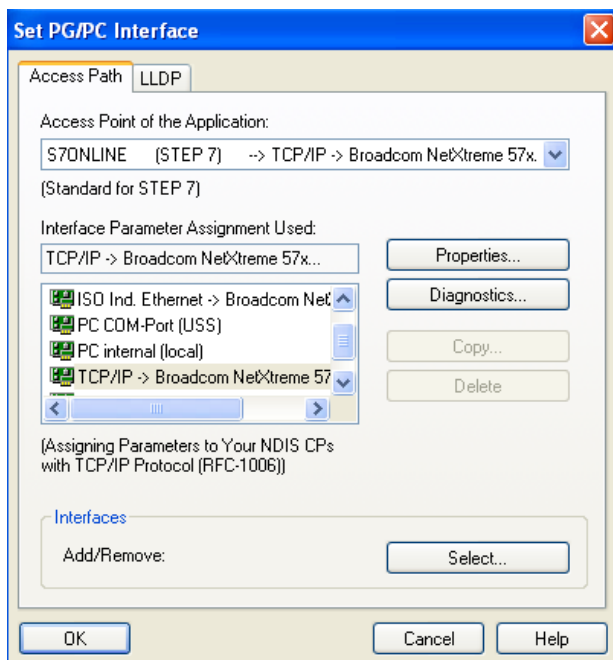 Set PG/PC Interface
Access Path LLDP
Access Point of the Application:
S7ONLINE (STEP 7) --> TCP/IP -> Broadcom NetXtreme 57x.
(Standard for STEP 7)
Interface Parameter Assignment Used:
TCP/IP -> Broadcom NetXtreme 57x...
Properties...
ISO Ind. Ethernet -> Broadcom Net
Diagnostics...
PC COM-Port (USS)
PC internal (local)
Copy...
TCP/IP -> Broadcom NetXtreme 57
Delete
(Assigning Parameters to Your NDIS CPs
with TCP/IP Protocol (RFC-1006))
Interfaces
Add/Remove:
Select...
OK Cancel Help